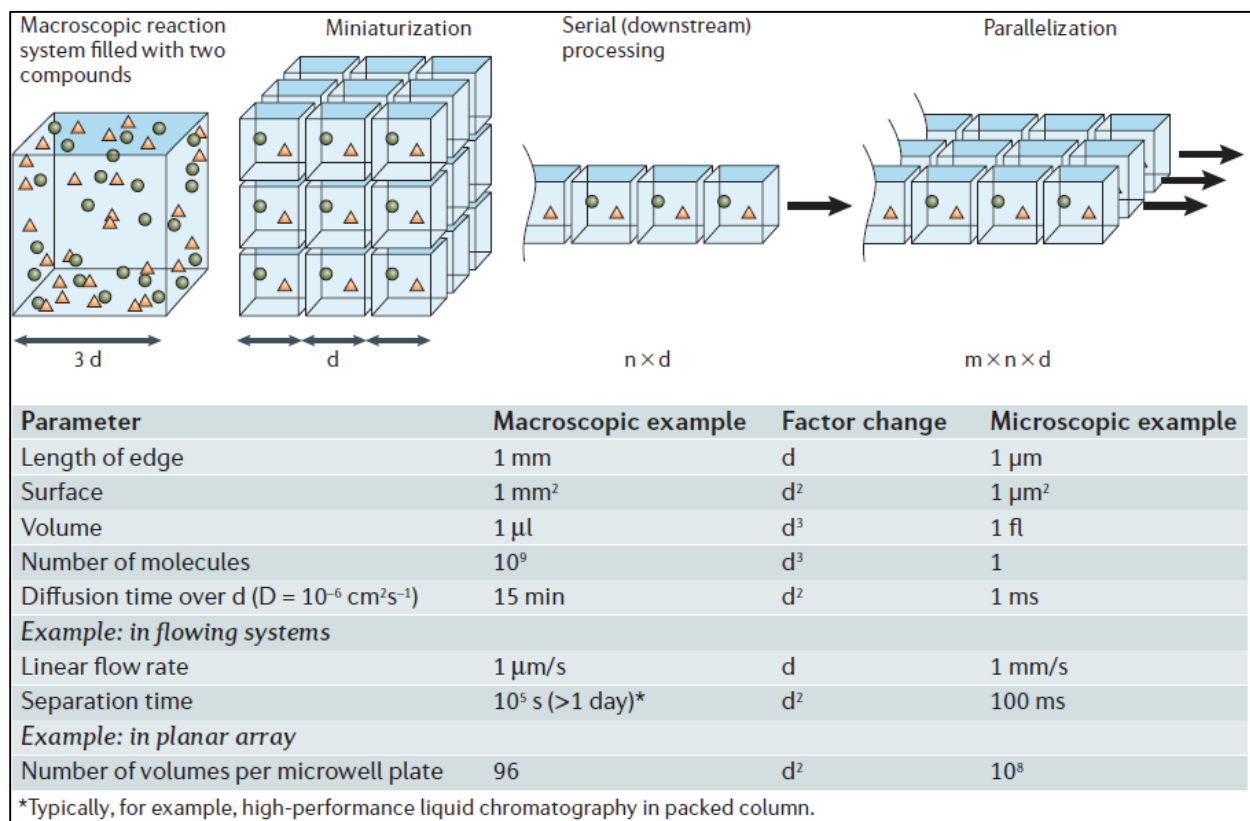 Macroscopic reaction
system filled with two
compounds
Miniaturization
Serial (downstream)
processing
Parallelization
3 d
d
n × d
m × n × d
Parameter Macroscopic example Factor change Microscopic example
Length of edge 1 mm d 1 µm
Surface 1 mm² d² 1 µm²
Volume 1 µl d³ 1 fl
Number of molecules 10⁹ d³ 1
Diffusion time over d (D = 10⁻⁶ cm²s⁻¹) 15 min d² 1 ms
Example: in flowing systems
Linear flow rate 1 µm/s d 1 mm/s
Separation time 10⁵ s (>1 day)* d² 100 ms
Example: in planar array
Number of volumes per microwell plate 96 d² 10⁸
*Typically, for example, high-performance liquid chromatography in packed column.